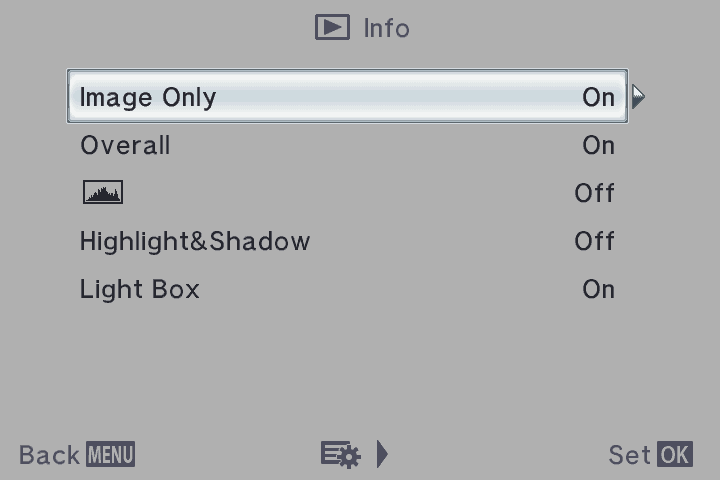 Info
Image Only On
Overall On
Off
Highlight&Shadow Off
Light Box On
Back MENU Set OK